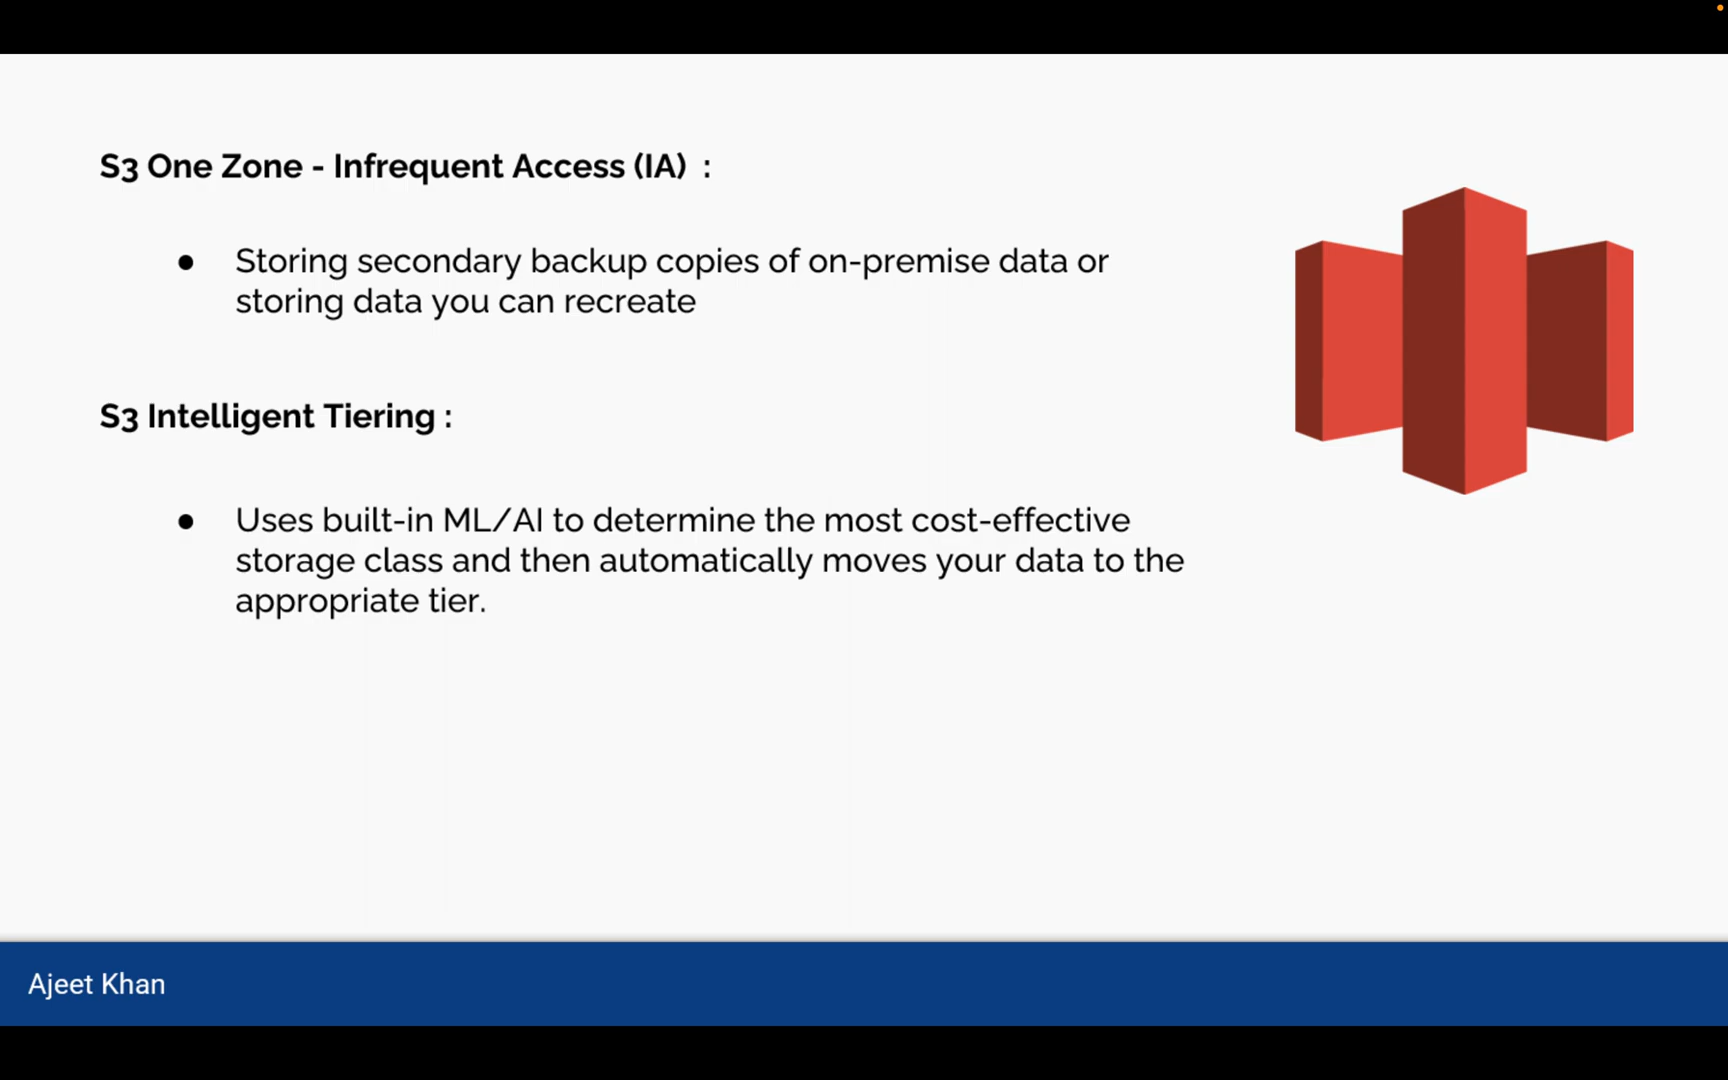 S3 One Zone - Infrequent Access (IA) :
● Storing secondary backup copies of on-premise data or
storing data you can recreate
S3 Intelligent Tiering :
● Uses built-in ML/AI to determine the most cost-effective
storage class and then automatically moves your data to the
appropriate tier.
Ajeet Khan